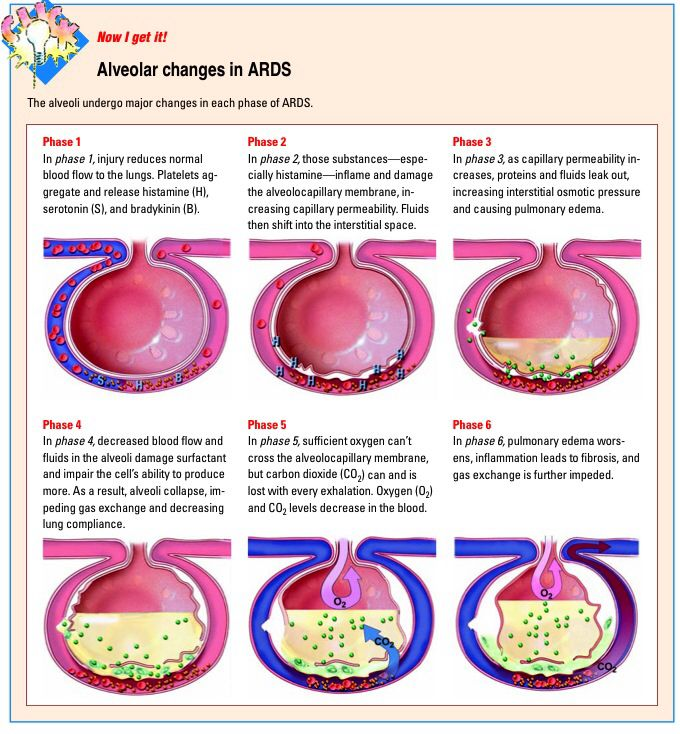 Now I get it!
Alveolar changes in ARDS
The alveoli undergo major changes in each phase of ARDS.
Phase 1
In phase 1, injury reduces normal
blood flow to the lungs. Platelets ag-
gregate and release histamine (H),
serotonin (S), and bradykinin (B).
Phase 2
In phase 2, those substances—espe-
cially histamine—inflame and damage
the alveolocapillary membrane, in-
creasing capillary permeability. Fluids
then shift into the interstitial space.
Phase 3
In phase 3, as capillary permeability in-
creases, proteins and fluids leak out,
increasing interstitial osmotic pressure
and causing pulmonary edema.
S H B
H H H H H H
Phase 4
In phase 4, decreased blood flow and
fluids in the alveoli damage surfactant
and impair the cell's ability to produce
more. As a result, alveoli collapse, im-
peding gas exchange and decreasing
lung compliance.
Phase 5
In phase 5, sufficient oxygen can't
cross the alveolocapillary membrane,
but carbon dioxide (CO₂) can and is
lost with every exhalation. Oxygen (O₂)
and CO₂ levels decrease in the blood.
Phase 6
In phase 6, pulmonary edema wors-
ens, inflammation leads to fibrosis, and
gas exchange is further impeded.
O₂
CO₂
O₂
CO₂